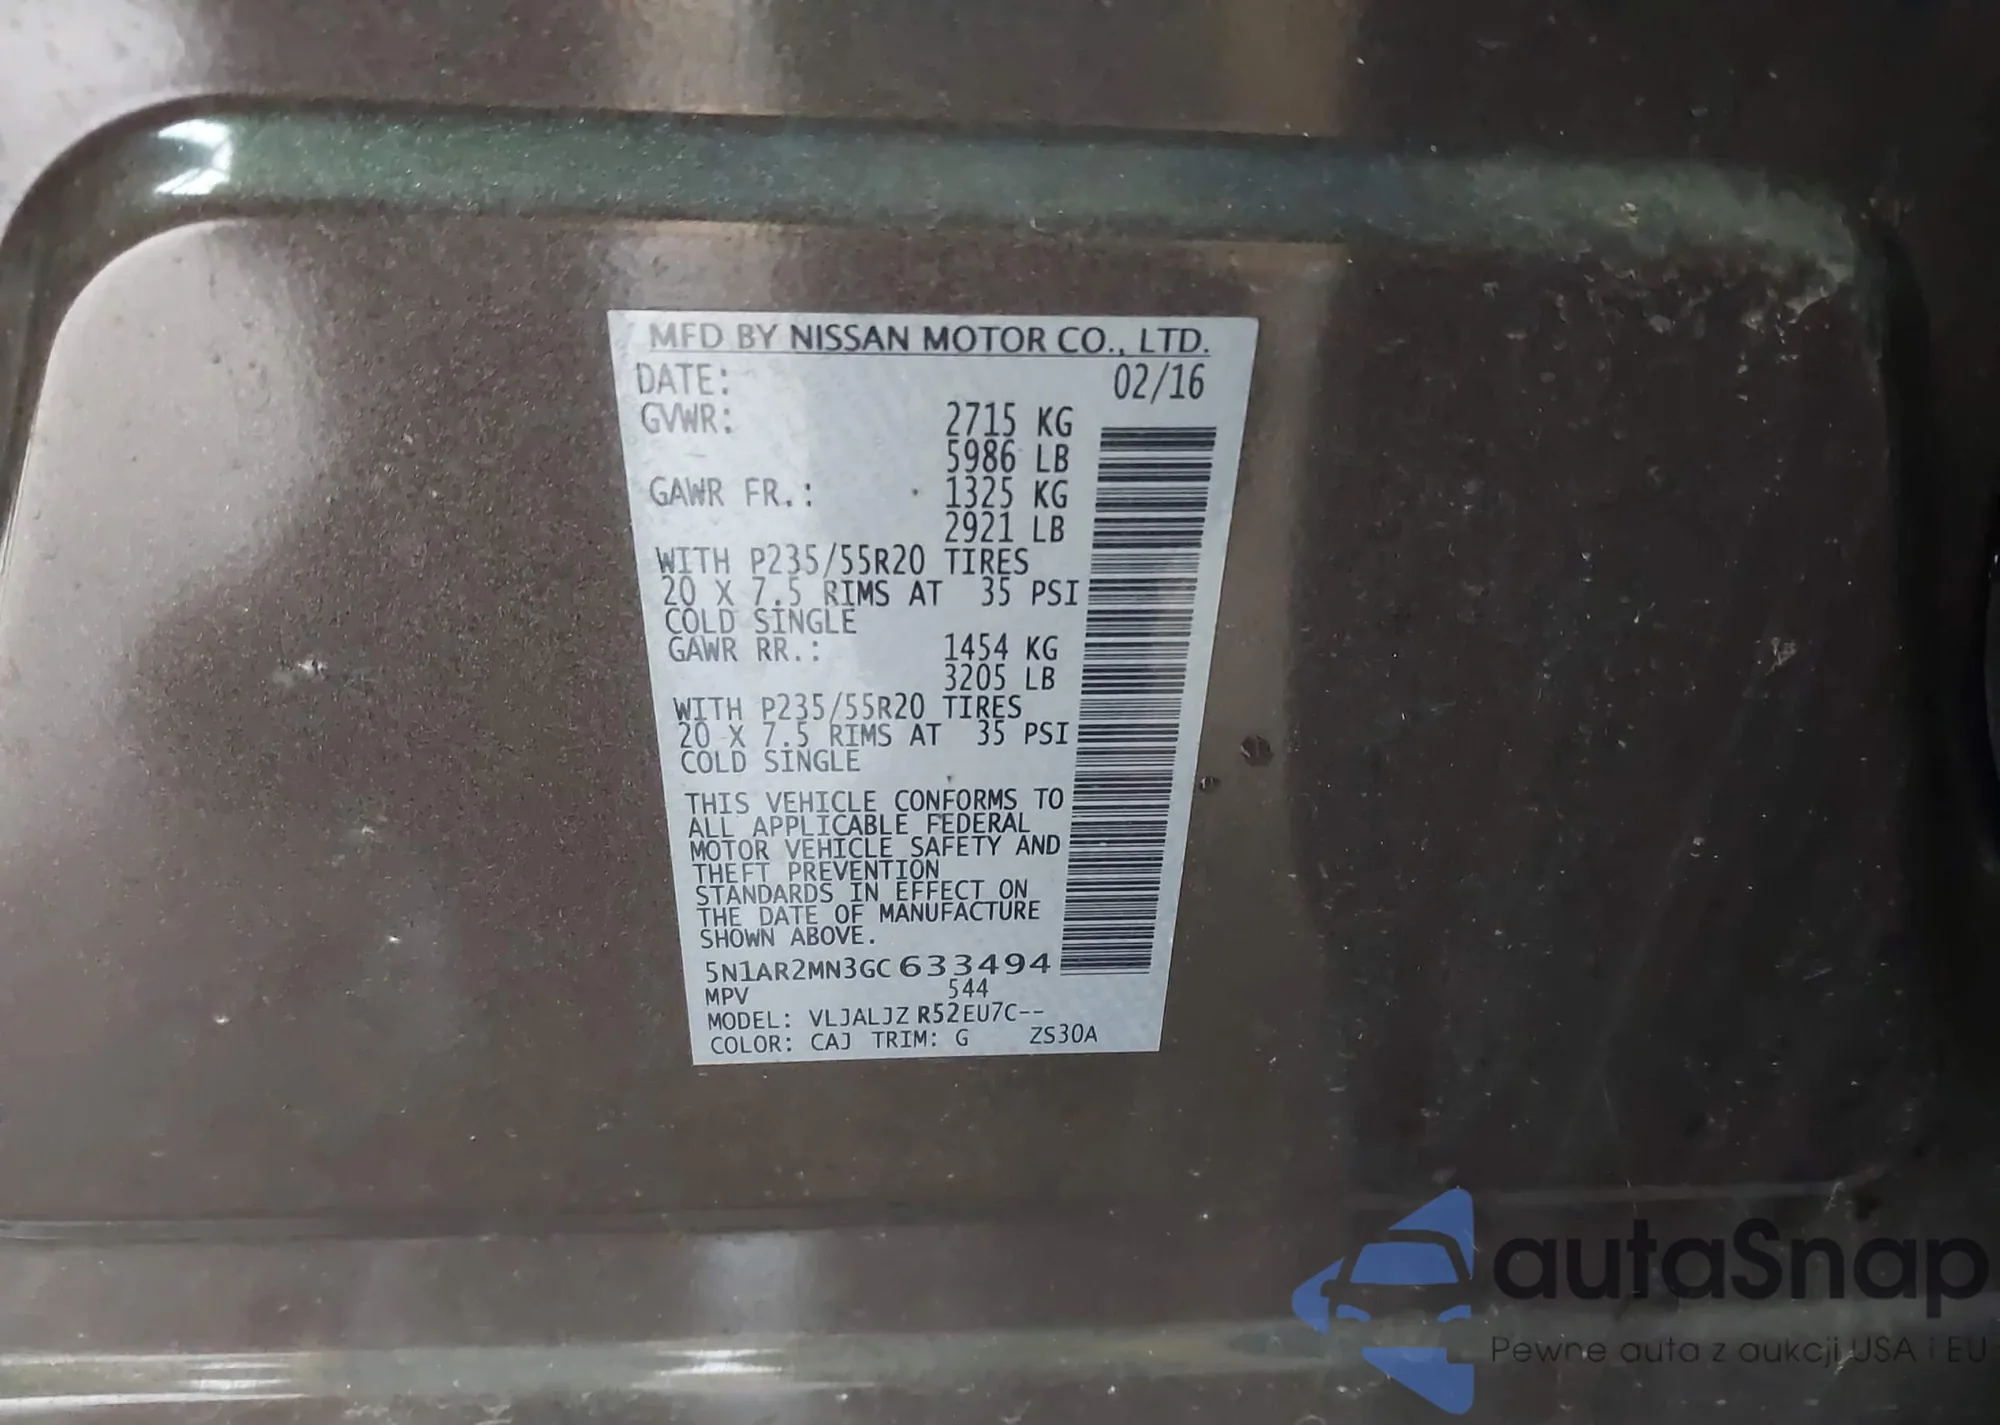 MFD BY NISSAN MOTOR CO., LTD.
DATE: 02/16
GVWR: 2715 KG
5986 LB
GAWR FR.: 1325 KG
2921 LB
WITH P235/55R20 TIRES
20 X 7.5 RIMS AT 35 PSI
COLD SINGLE
GAWR RR.: 1454 KG
3205 LB
WITH P235/55R20 TIRES
20 X 7.5 RIMS AT 35 PSI
COLD SINGLE
THIS VEHICLE CONFORMS TO
ALL APPLICABLE FEDERAL
MOTOR VEHICLE SAFETY AND
THEFT PREVENTION
STANDARDS IN EFFECT ON
THE DATE OF MANUFACTURE
SHOWN ABOVE.
5N1AR2MN3GC633494
MPV 544
MODEL: VLJALJZ R52EU7C--
COLOR: CAJ TRIM: G ZS30A
autaSnap
Pewne auta z aukcji USA i EU